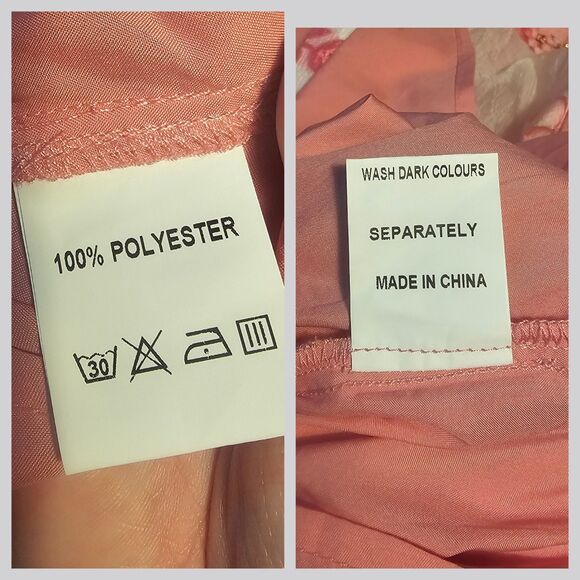 100% POLYESTER
30
WASH DARK COLOURS
SEPARATELY
MADE IN CHINA